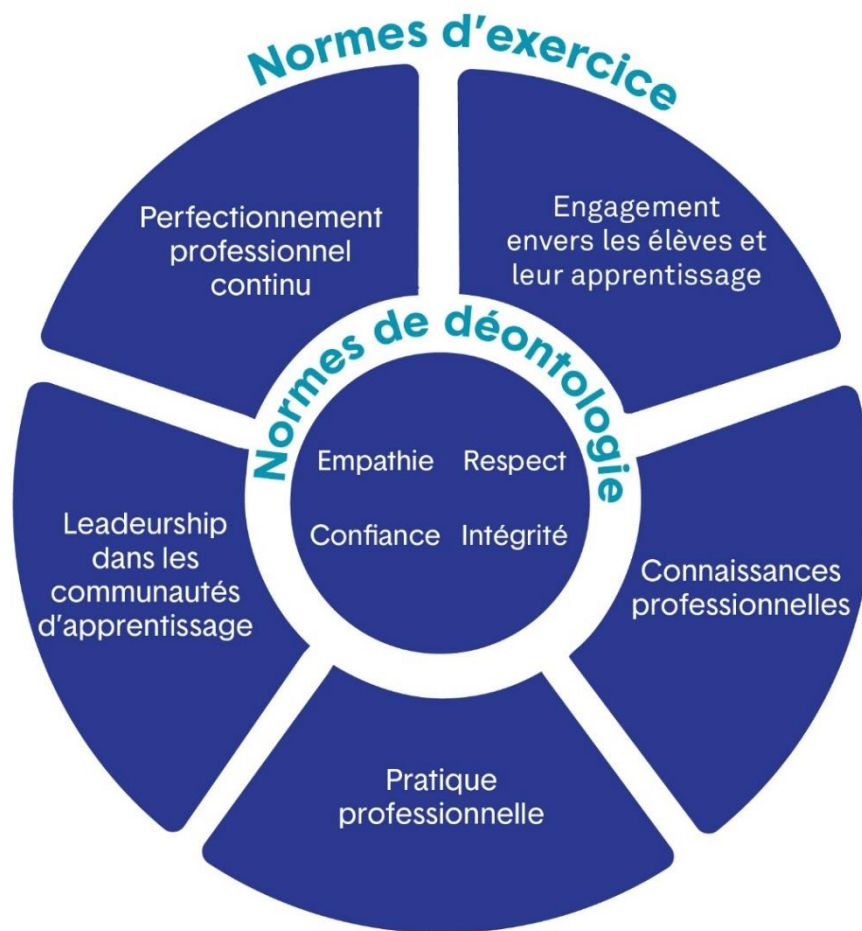 Normes d'exercice
Perfectionnement
professionnel
continu
Engagement
envers les élèves et
leur apprentissage
Normes de déontologie
Empathie Respect
Confiance Intégrité
Leadeurship
dans les
communautés
d'apprentissage
Connaissances
professionnelles
Pratique
professionnelle